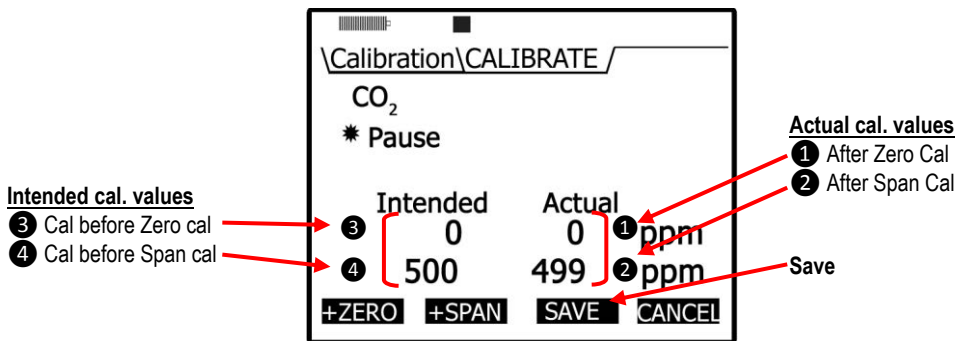 \Calibration\CALIBRATE /
CO₂
✷ Pause
Intended Actual
❸ 0 0 ❶ ppm
❹ 500 499 ❷ ppm
+ZERO +SPAN SAVE CANCEL
Intended cal. values
❸ Cal before Zero cal
❹ Cal before Span cal
Actual cal. values
❶ After Zero Cal
❷ After Span Cal
Save